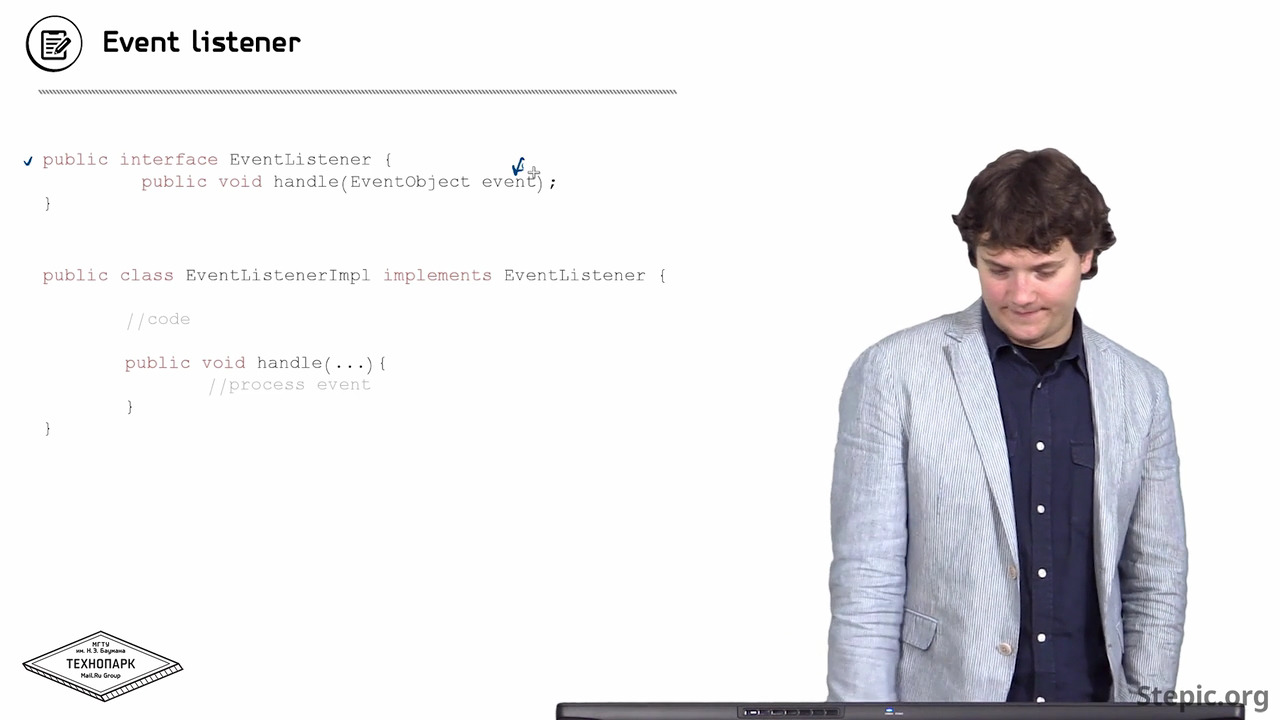 Event listener
public interface EventListener {
public void handle(EventObject event);
}
public class EventListenerImpl implements EventListener {
//code
public void handle(...){
//process event
}
}
МГТУ
им. Н.Э. Баумана
ТЕХНОПАРК
Mail.Ru Group
Stepic.org